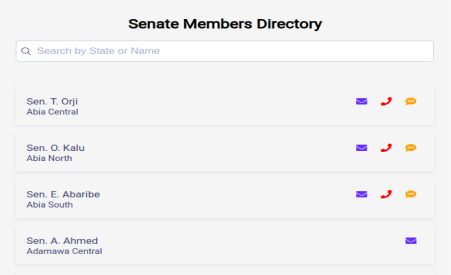 Senate Members Directory
Search by State or Name
Sen. T. Orji
Abia Central
Sen. O. Kalu
Abia North
Sen. E. Abaribe
Abia South
Sen. A. Ahmed
Adamawa Central